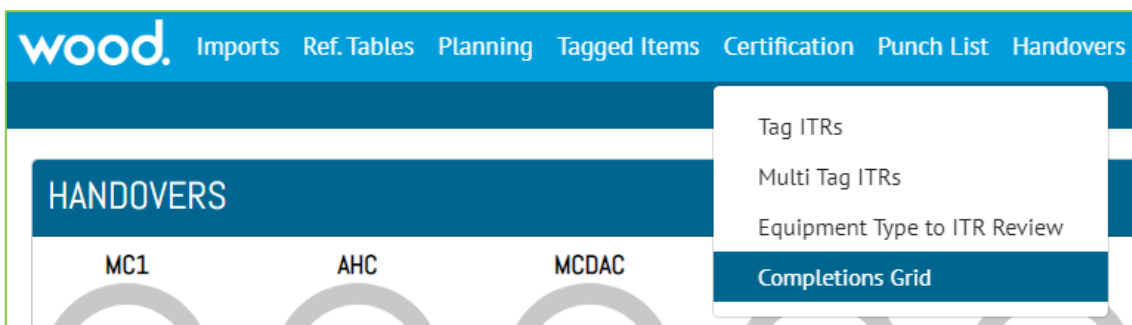 wood. Imports Ref. Tables Planning Tagged Items Certification Punch List Handovers
Tag ITRs
Multi Tag ITRs
Equipment Type to ITR Review
Completions Grid
HANDOVERS
MC1 AHC MCDAC